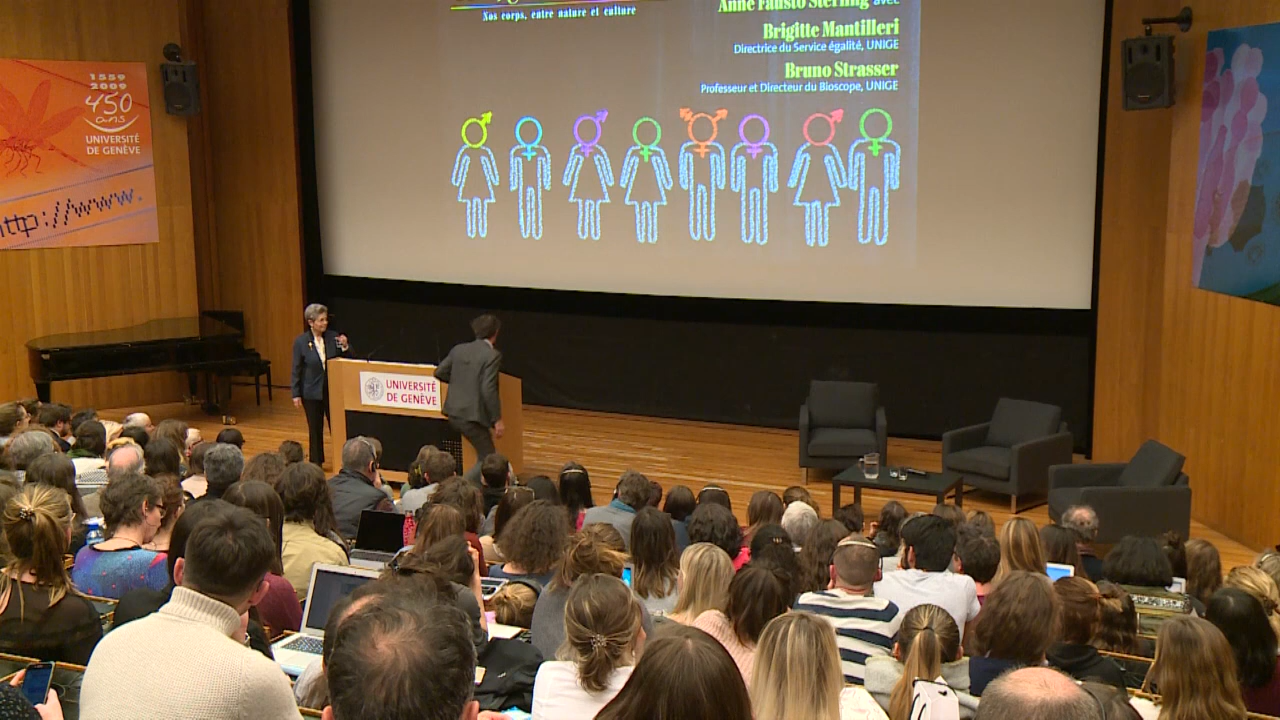 Nos corps, entre nature et culture
Anne Fausto Sterling avec
Brigitte Mantilleri
Directrice du Service égalité, UNIGE
Bruno Strasser
Professeur et Directeur du Bioscope, UNIGE
1559
2009
450
ans
UNIVERSITÉ
DE GENÈVE
http://www.
UNIVERSITÉ
DE GENÈVE